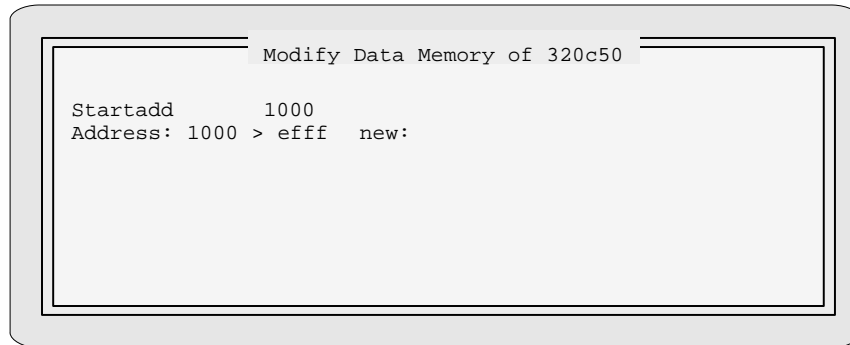 Modify Data Memory of 320c50
Startadd 1000
Address: 1000 > efff new: